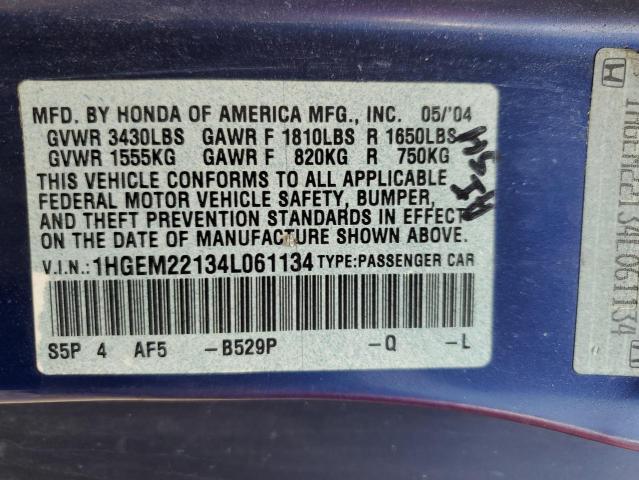 MFD. BY HONDA OF AMERICA MFG., INC. 05/'04
GVWR 3430LBS GAWR F 1810LBS R 1650LBS
GVWR 1555KG GAWR F 820KG R 750KG
THIS VEHICLE CONFORMS TO ALL APPLICABLE
FEDERAL MOTOR VEHICLE SAFETY, BUMPER,
AND THEFT PREVENTION STANDARDS IN EFFECT
ON THE DATE OF MANUFACTURE SHOWN ABOVE.
V.I.N.: 1HGEM22134L061134 TYPE:PASSENGER CAR
S5P 4 AF5 -B529P -Q -L
1HGEM22134L061134